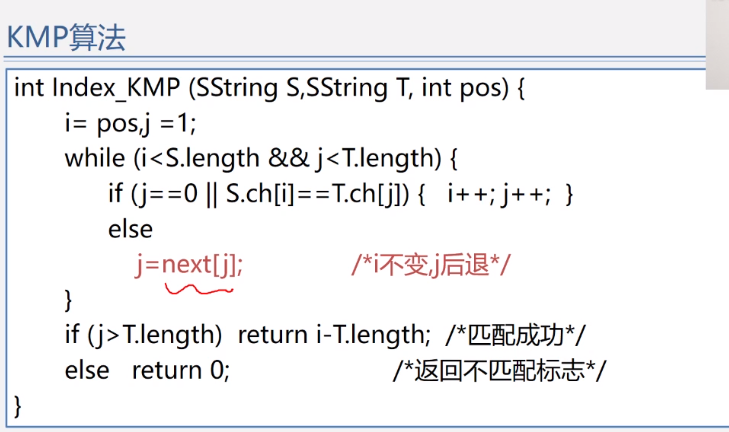 KMP算法
int Index_KMP (SString S,SString T, int pos) {
i= pos,j =1;
while (i<S.length && j<T.length) {
if (j==0 || S.ch[i]==T.ch[j]) { i++; j++; }
else
j=next[j]; /*i不变,j后退*/
}
if (j>T.length) return i-T.length; /*匹配成功*/
else return 0; /*返回不匹配标志*/
}